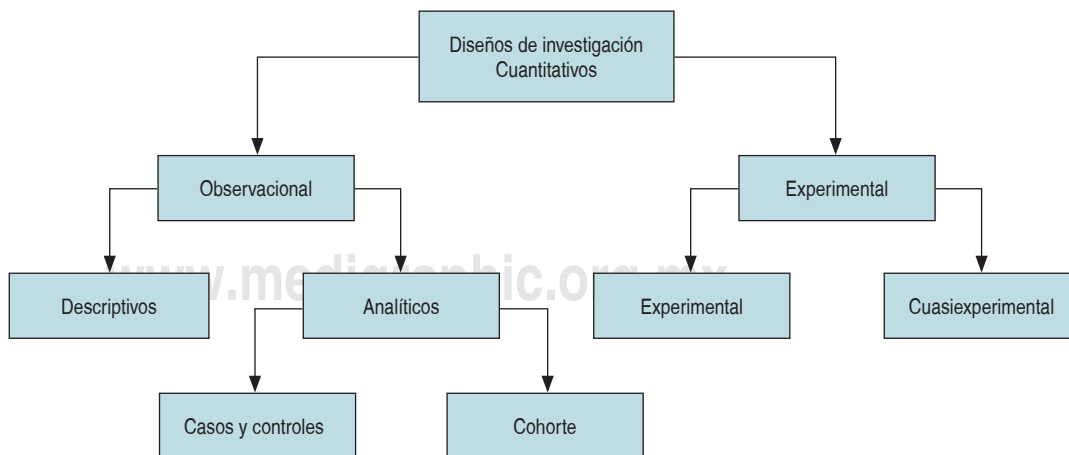 Diseños de investigación
Cuantitativos
Observacional
Experimental
www.medigraphic.org.mx
Descriptivos
Analíticos
Experimental
Cuasiexperimental
Casos y controles
Cohorte